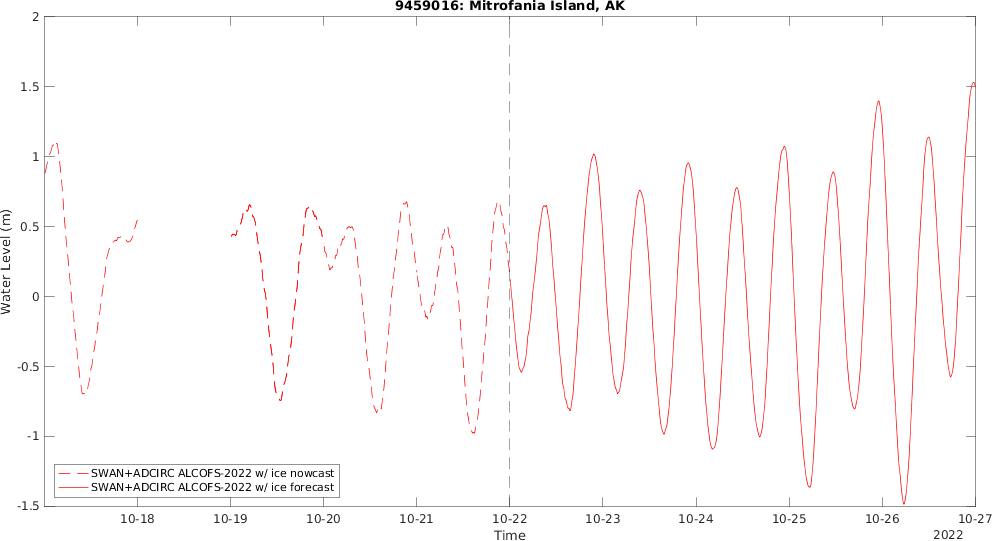 9459016: Mitrofania Island, AK
2
1.5
1
0.5
0
-0.5
-1
-1.5
Water Level (m)
SWAN+ADCIRC ALCOFS-2022 w/ ice nowcast
SWAN+ADCIRC ALCOFS-2022 w/ ice forecast
10-18 10-19 10-20 10-21 10-22 10-23 10-24 10-25 10-26 10-27
Time
2022